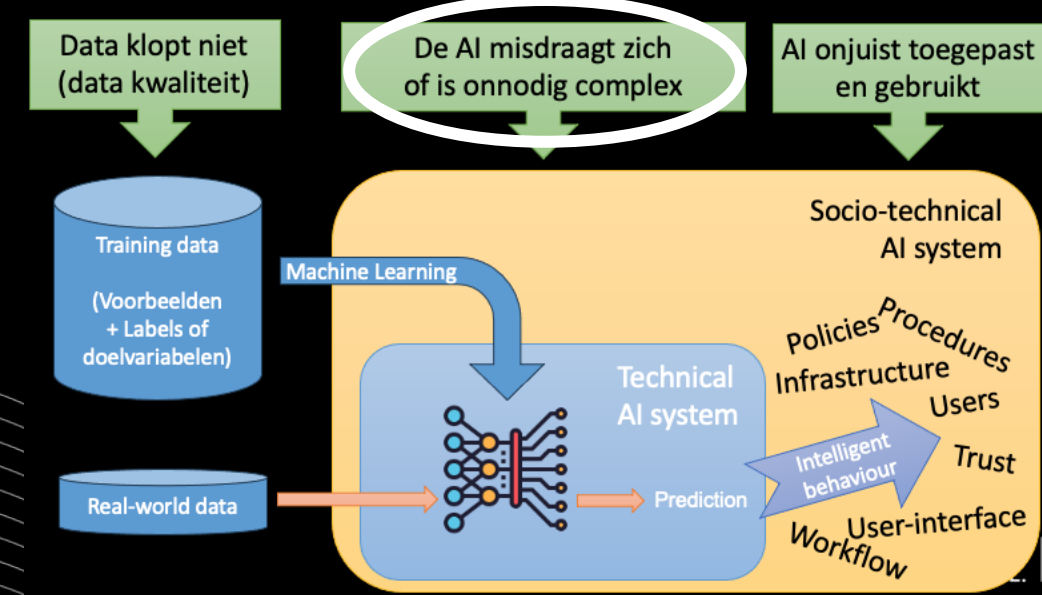 Data klopt niet
(data kwaliteit)
De AI misdraagt zich
of is onnodig complex
AI onjuist toegepast
en gebruikt
Training data
(Voorbeelden
+ Labels of
doelvariabelen)
Machine Learning
Socio-technical
AI system
Policies
Procedures
Infrastructure
Users
Technical
AI system
Intelligent
behaviour
Trust
Real-world data
Prediction
User-interface
Workflow